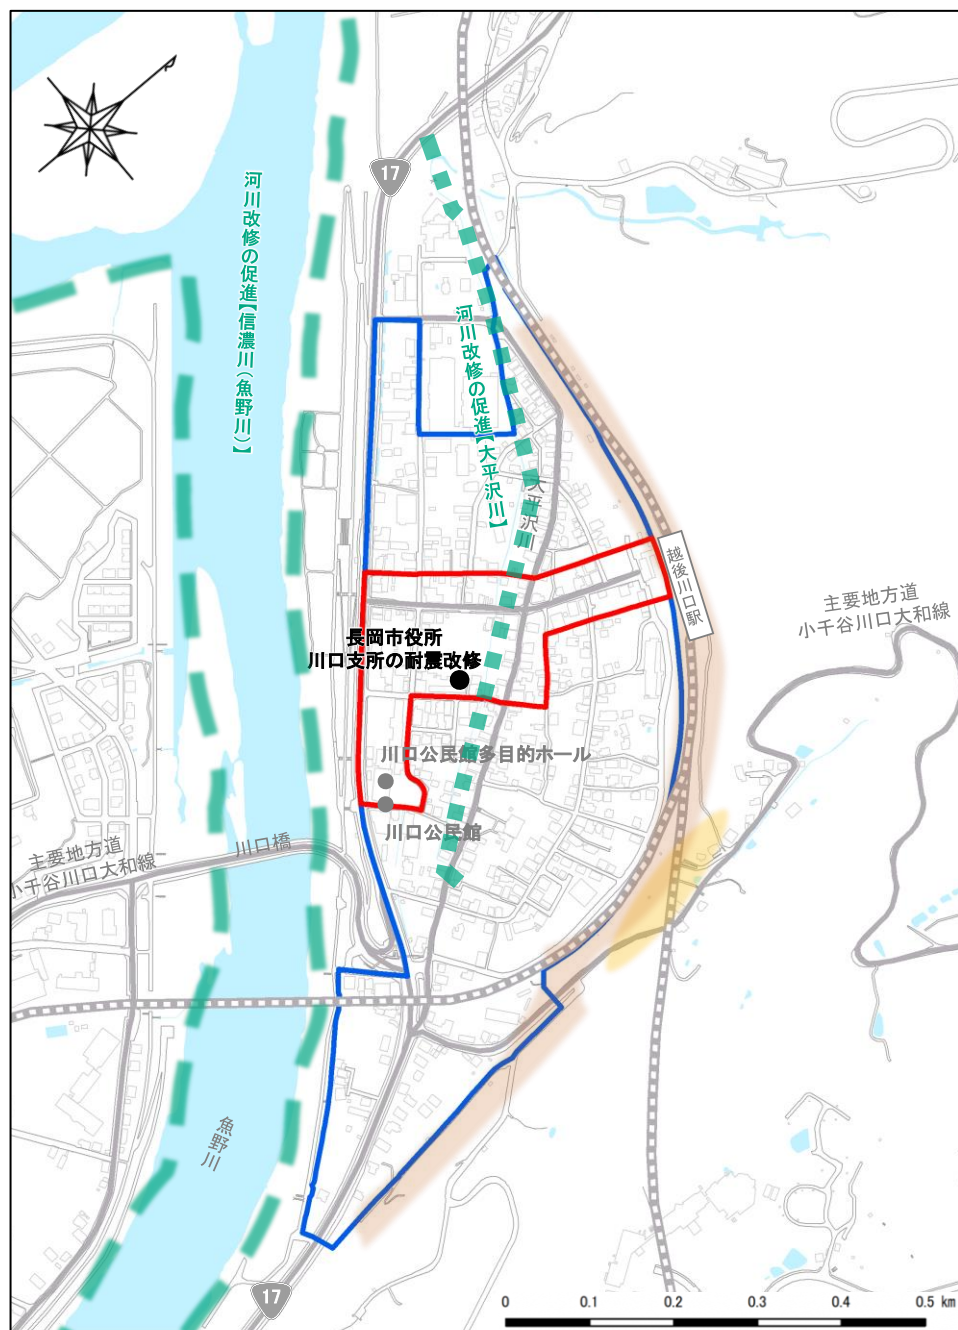 17
河川改修の促進【信濃川（魚野川）】
河川改修の促進【大平沢川】
大平沢川
越後川口駅
主要地方道
小千谷川口大和線
長岡市役所
川口支所の耐震改修
川口公民館多目的ホール
川口公民館
川口橋
主要地方道
小千谷川口大和線
魚野川
17
0 0.1 0.2 0.3 0.4 0.5 km